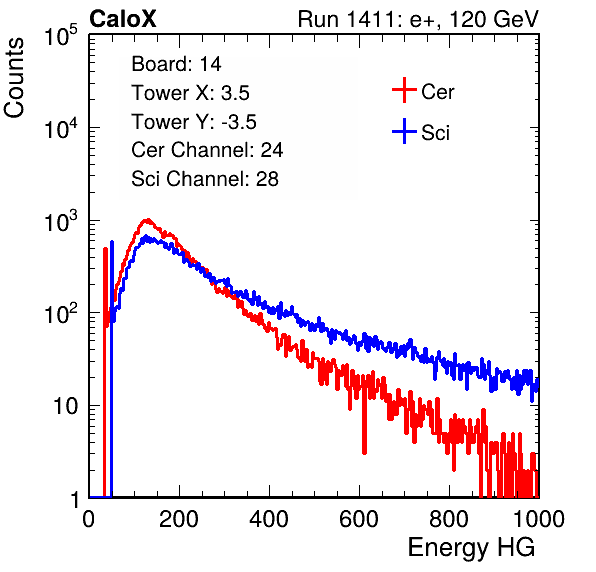 CaloX Run 1411: e+, 120 GeV
Counts
Board: 14
Tower X: 3.5
Tower Y: -3.5
Cer Channel: 24
Sci Channel: 28
Cer
Sci
10^5
10^4
10^3
10^2
10
1
0 200 400 600 800 1000
Energy HG